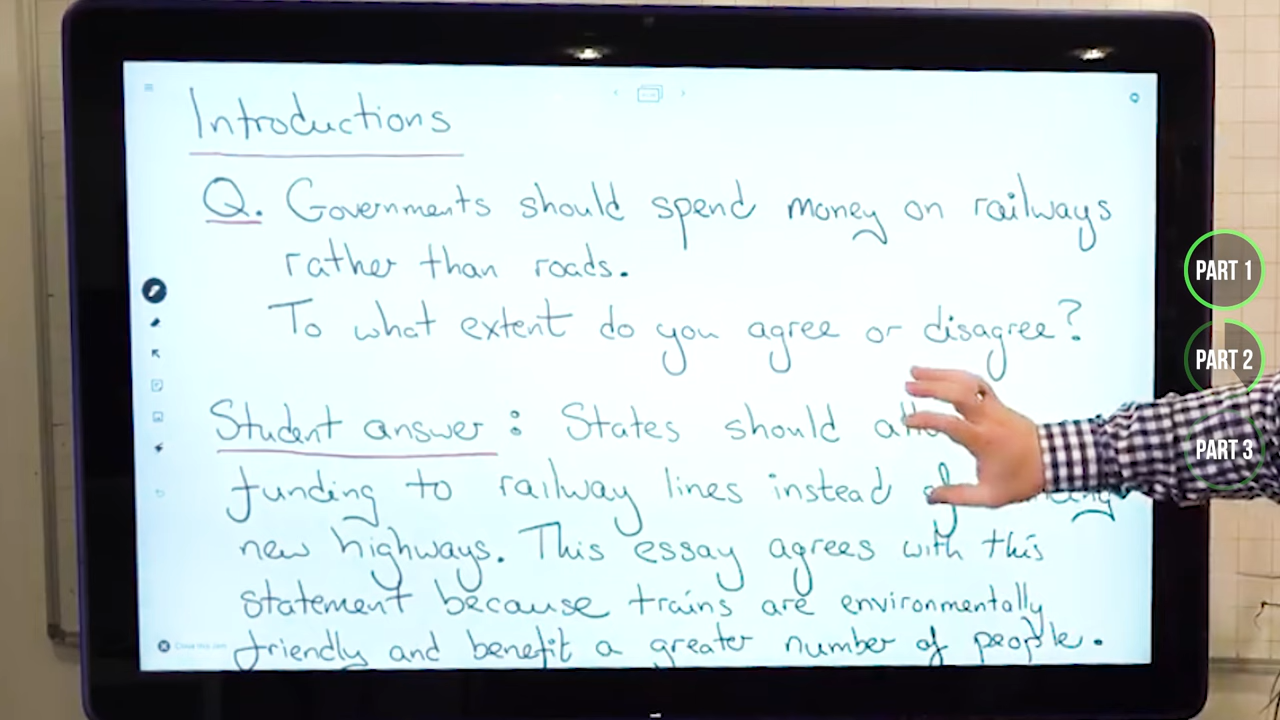 Introductions
Q. Governments should spend money on railways
rather than roads.
To what extent do you agree or disagree?
Student answer : States should
funding to railway lines instead of
new highways. This essay agrees with this
statement because trains are environmentally
friendly and benefit a greater number of people.
PART 1
PART 2
PART 3